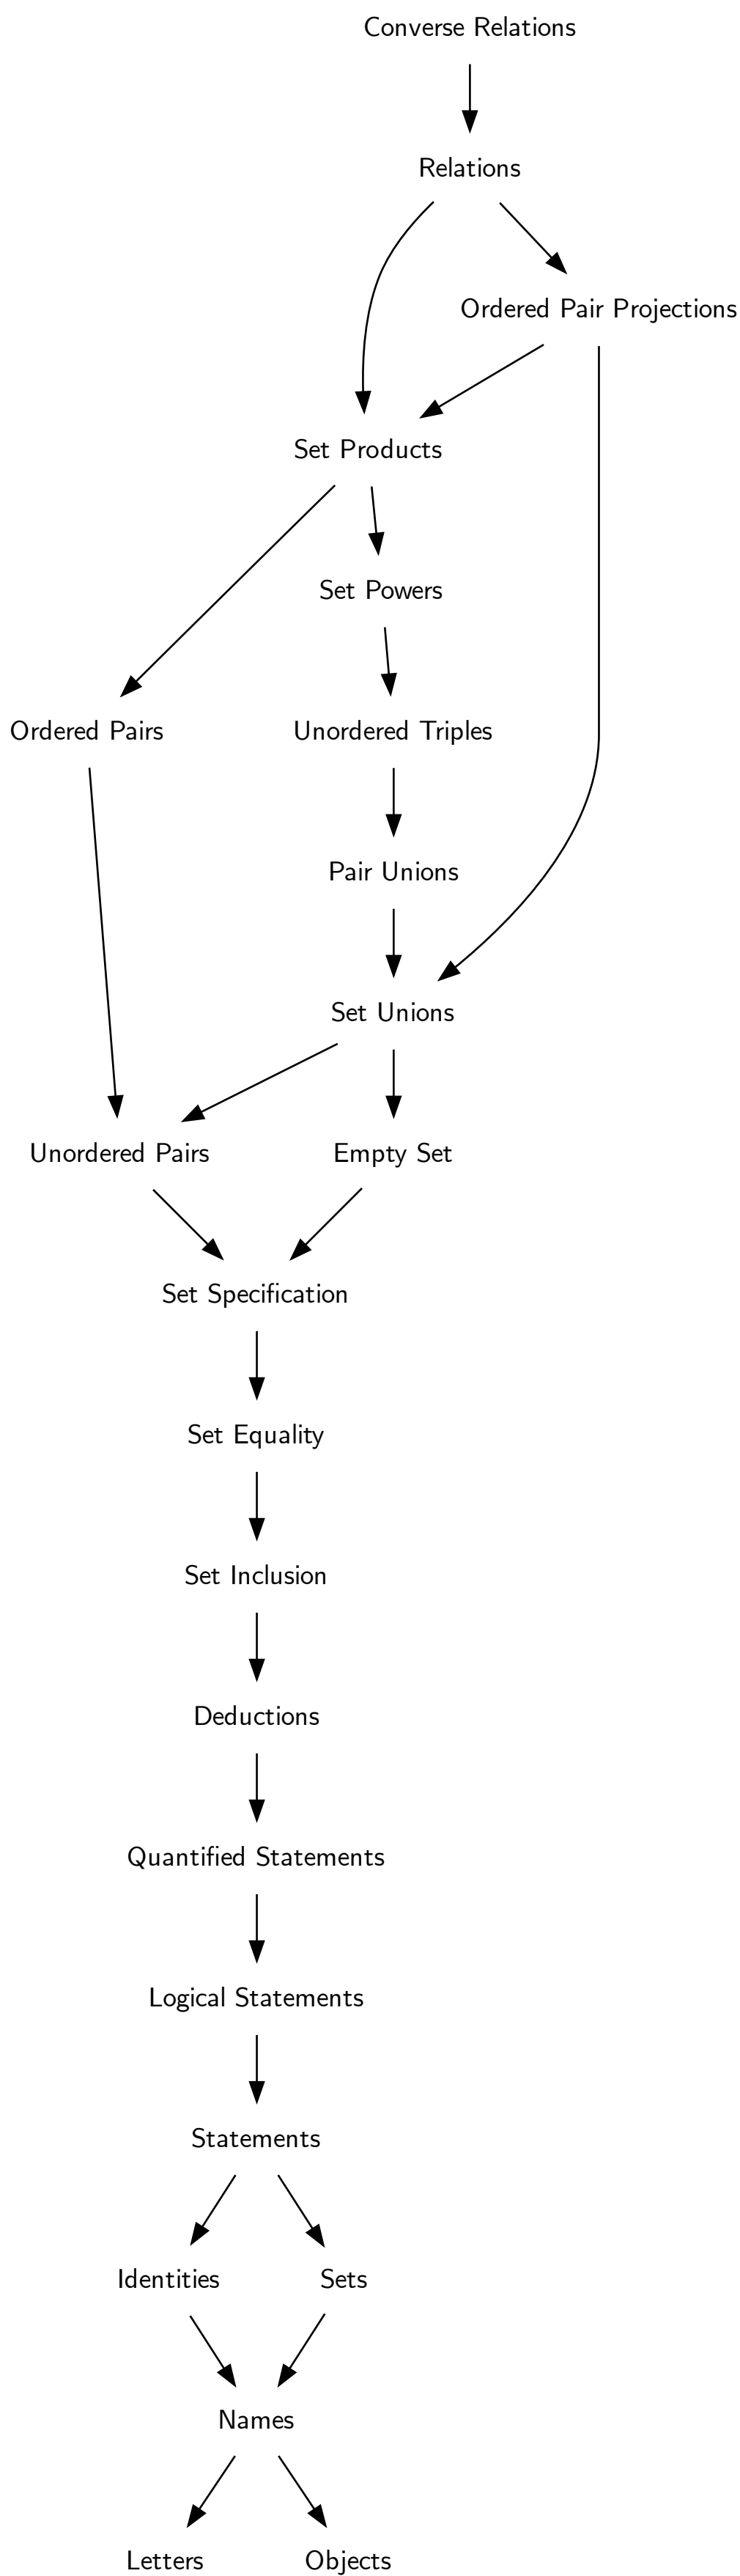 Converse Relations
Relations
Ordered Pair Projections
Set Products
Set Powers
Ordered Pairs
Unordered Triples
Pair Unions
Set Unions
Unordered Pairs
Empty Set
Set Specification
Set Equality
Set Inclusion
Deductions
Quantified Statements
Logical Statements
Statements
Identities
Sets
Names
Letters
Objects